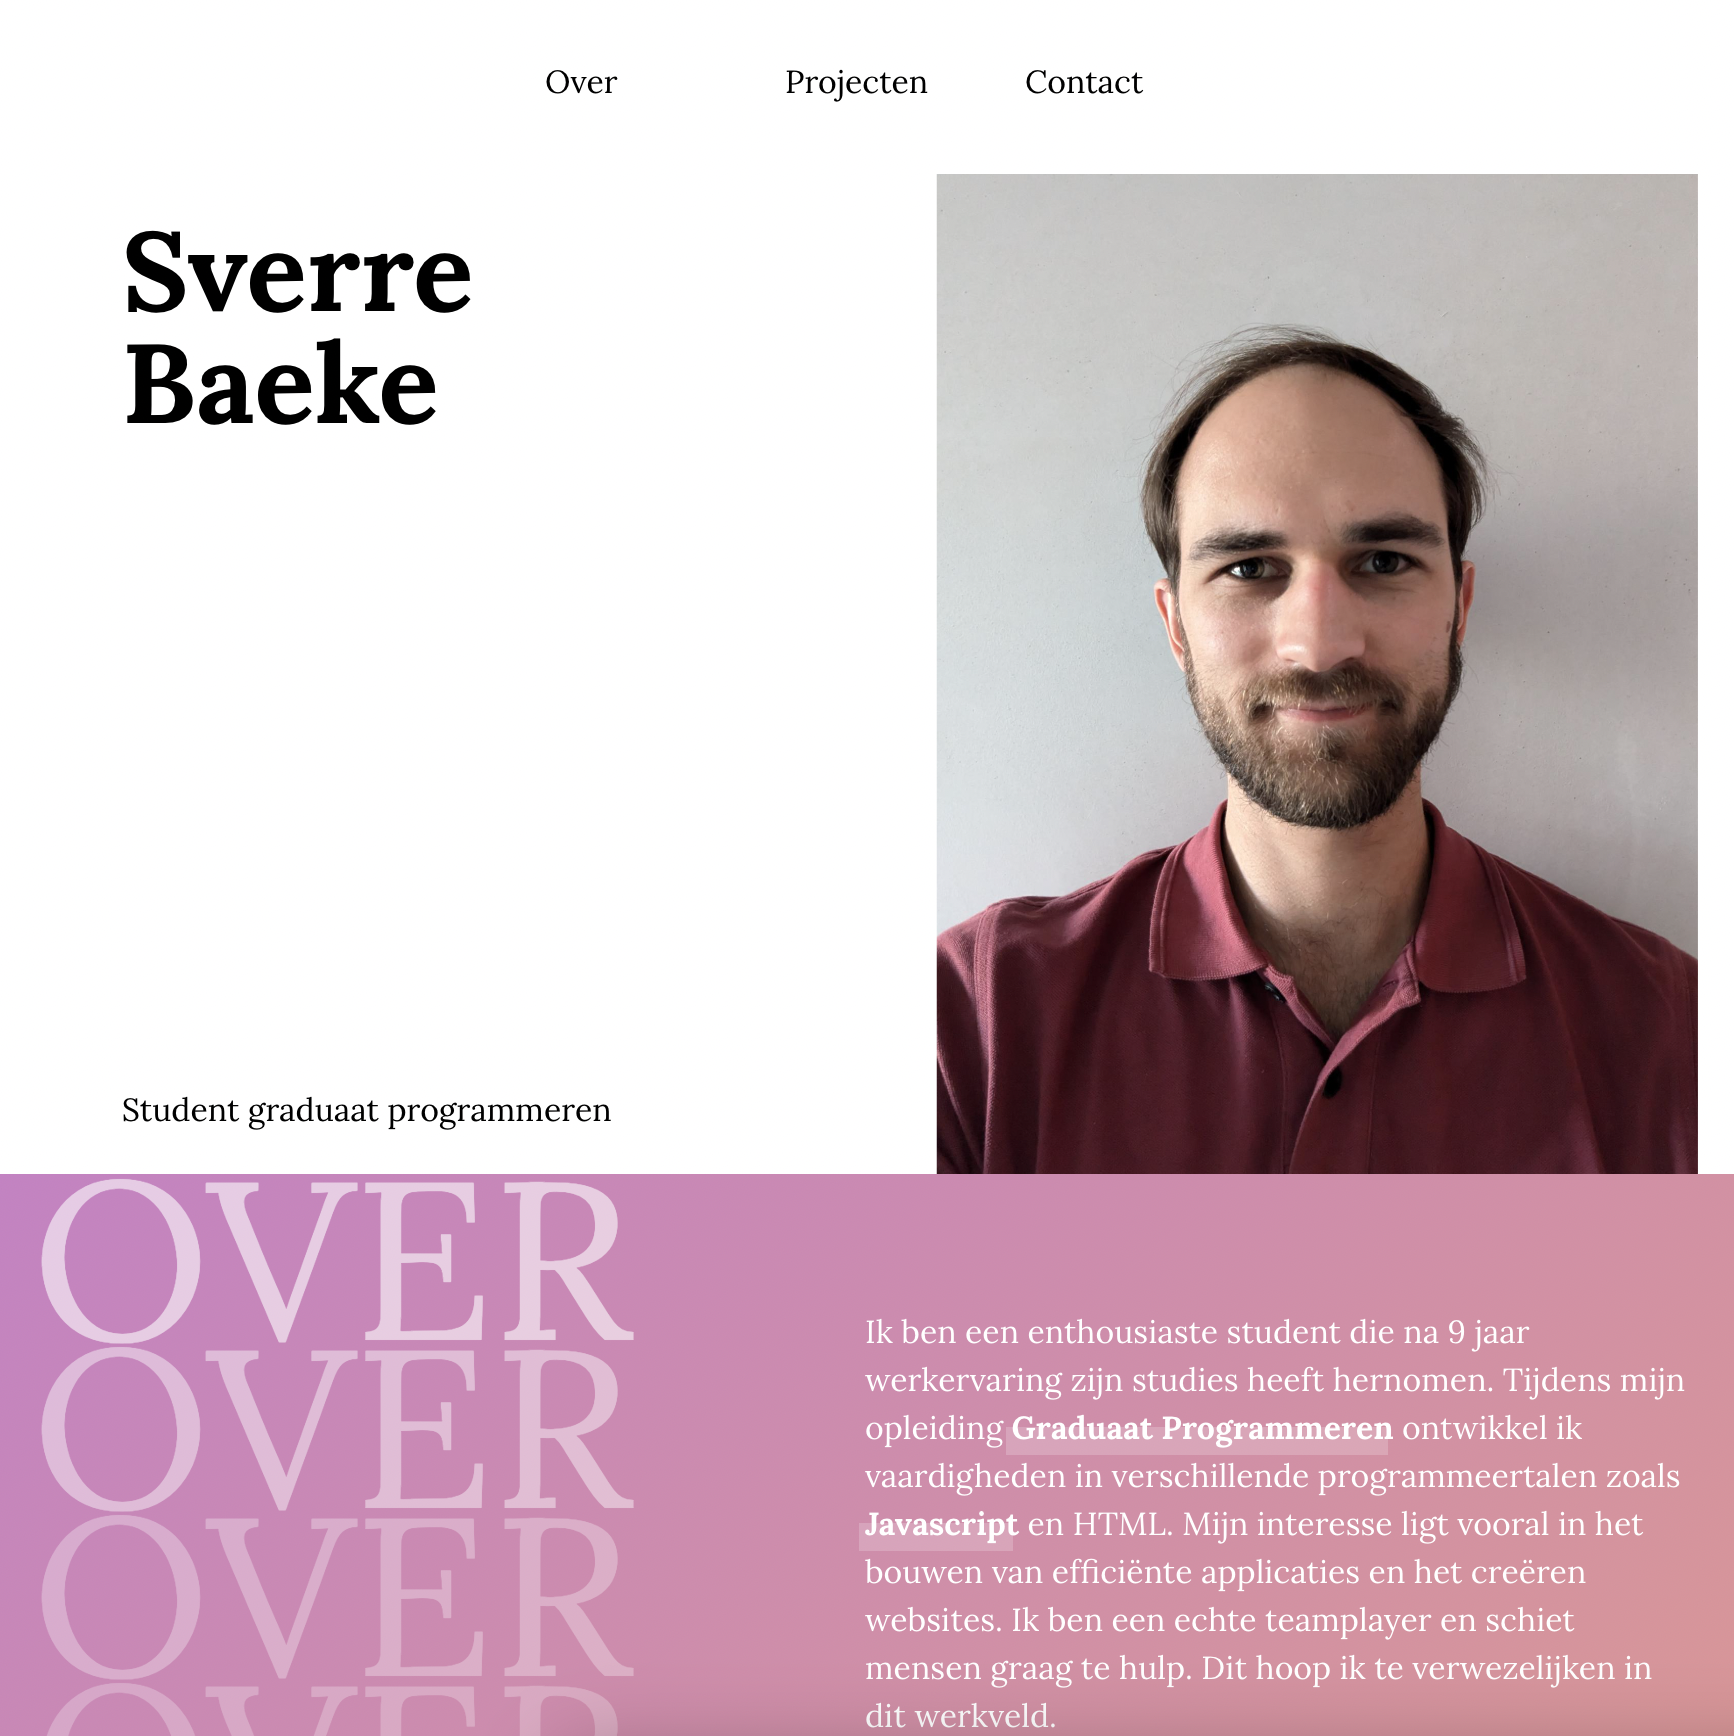 Over Projecten Contact
Sverre
Baeke
Student graduaat programmeren
OVER
OVER
OVER
OVER
Ik ben een enthousiaste student die na 9 jaar
werkervaring zijn studies heeft hernomen. Tijdens mijn
opleiding Graduaat Programmeren ontwikkel ik
vaardigheden in verschillende programmeertalen zoals
Javascript en HTML. Mijn interesse ligt vooral in het
bouwen van efficiënte applicaties en het creëren
websites. Ik ben een echte teamplayer en schiet
mensen graag te hulp. Dit hoop ik te verwezelijken in
dit werkveld.